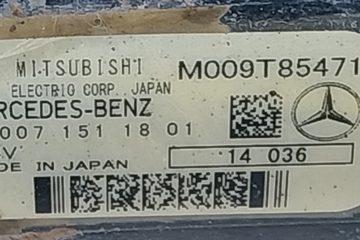 MITSUBISHI M009T85471
ELECTRIC CORP. JAPAN
RCEDES-BENZ
007 151 18 01
V
DE IN JAPAN
14 036